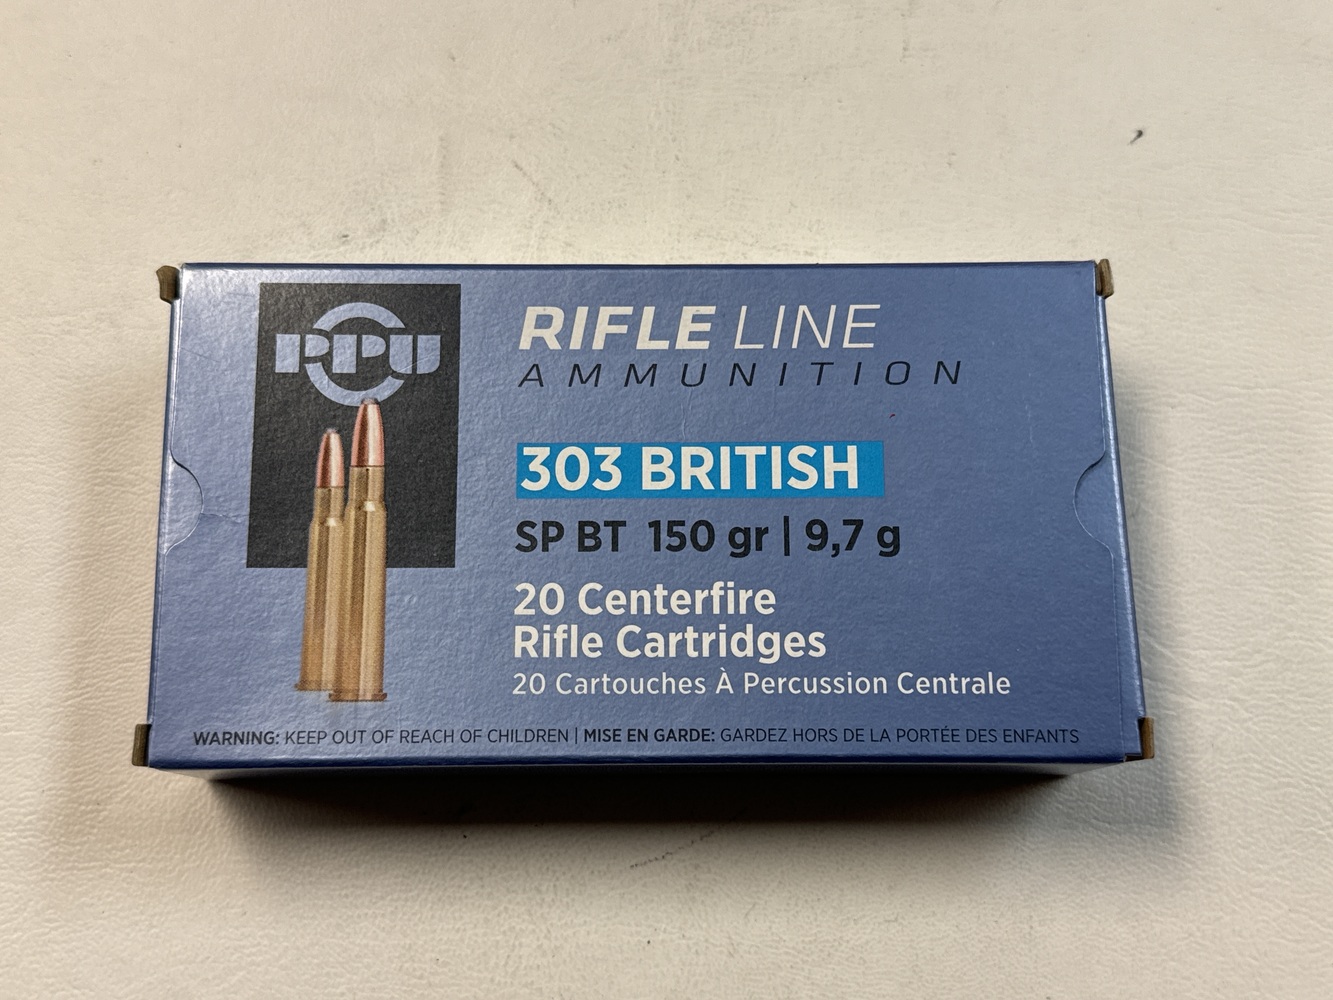 PPU
RIFLE LINE
AMMUNITION
303 BRITISH
SP BT 150 gr | 9,7 g
20 Centerfire
Rifle Cartridges
20 Cartouches À Percussion Centrale
WARNING: KEEP OUT OF REACH OF CHILDREN | MISE EN GARDE: GARDEZ HORS DE LA PORTÉE DES ENFANTS